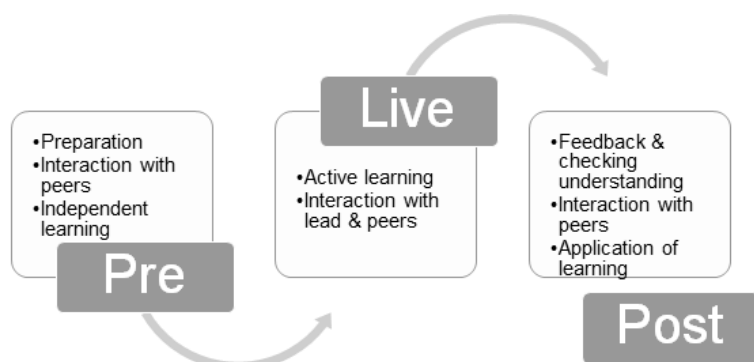 •Preparation
•Interaction with
peers
•Independent
learning
Pre
Live
•Active learning
•Interaction with
lead & peers
•Feedback &
checking
understanding
•Interaction with
peers
•Application of
learning
Post